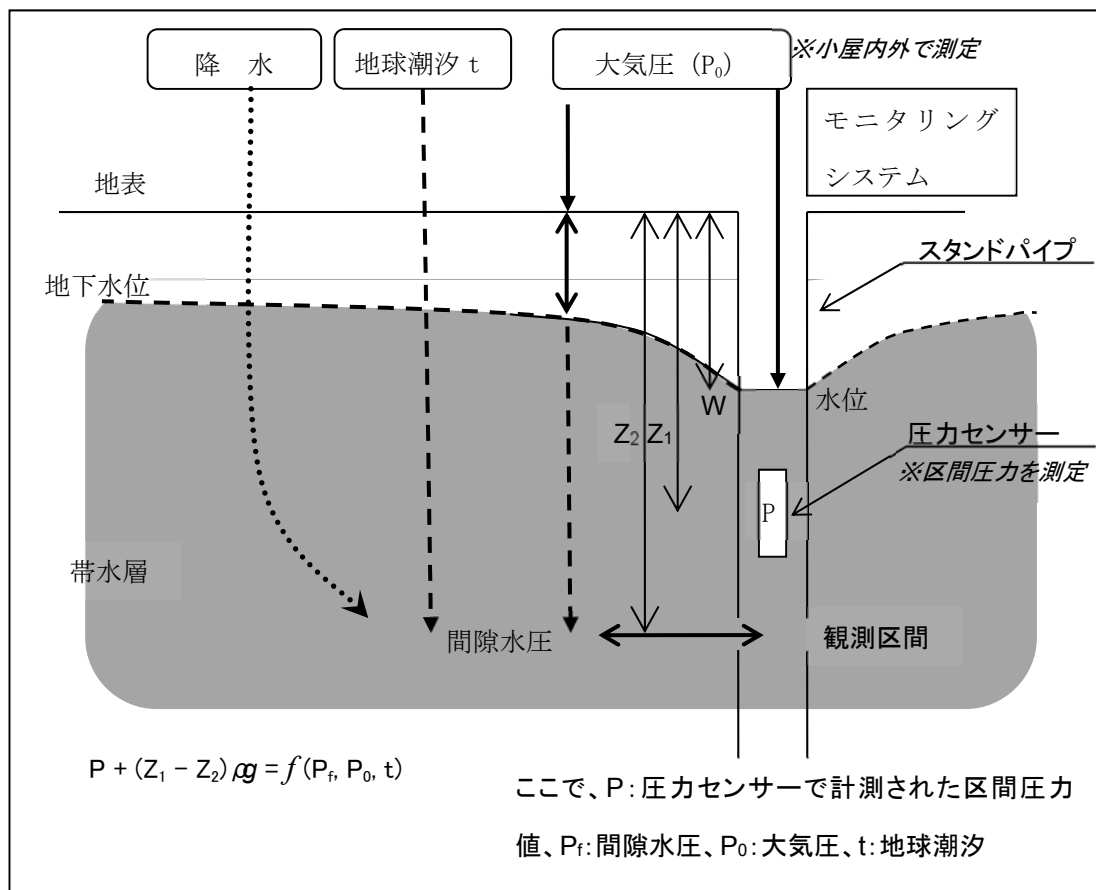 降 水
地球潮汐 t
大気圧 (P₀)
※小屋内外で測定
モニタリング
システム
地表
スタンドパイプ
地下水位
W
水位
Z₂ Z₁
圧力センサー
※区間圧力を測定
P
帯水層
間隙水圧
観測区間
P + (Z₁ − Z₂) ρg = f (Pf, P₀, t)
ここで、P：圧力センサーで計測された区間圧力
値、Pf：間隙水圧、P₀：大気圧、t：地球潮汐